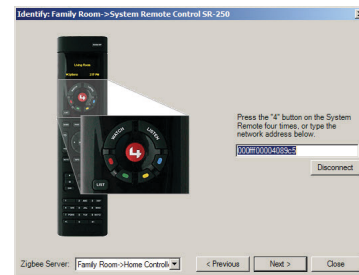 Identify: Family Room->System Remote Control SR-250
Living Room
WATCH
LISTEN
4
LIST
Press the "4" button on the System
Remote four times, or type the
network address below:
000fff00004089c5
Disconnect
Zigbee Server: Family Room->Home Controll
< Previous
Next >
Close